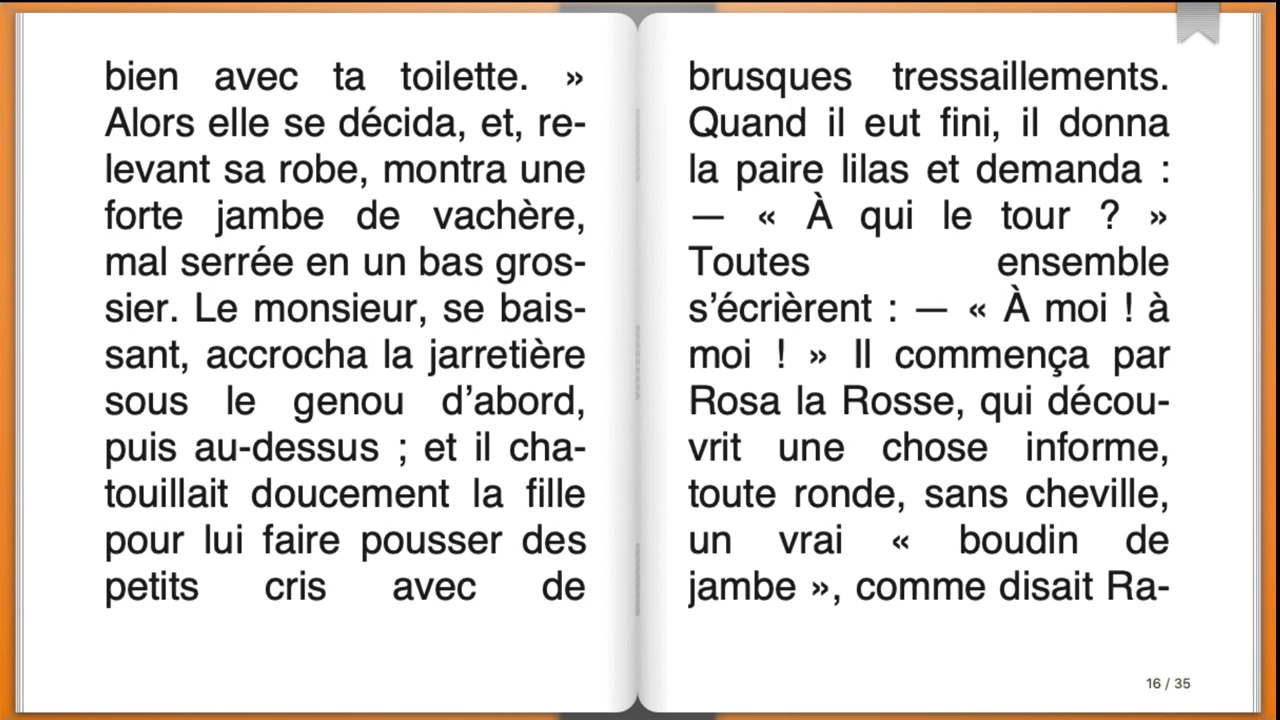 bien avec ta toilette. »
Alors elle se décida, et, re-
levant sa robe, montra une
forte jambe de vachère,
mal serrée en un bas gros-
sier. Le monsieur, se bais-
sant, accrocha la jarretière
sous le genou d’abord,
puis au-dessus ; et il cha-
touillait doucement la fille
pour lui faire pousser des
petits cris avec de
brusques tressaillements.
Quand il eut fini, il donna
la paire lilas et demanda :
— « À qui le tour ? »
Toutes ensemble
s’écrièrent : — « À moi ! à
moi ! » Il commença par
Rosa la Rosse, qui décou-
vrit une chose informe,
toute ronde, sans cheville,
un vrai « boudin de
jambe », comme disait Ra-
16 / 35